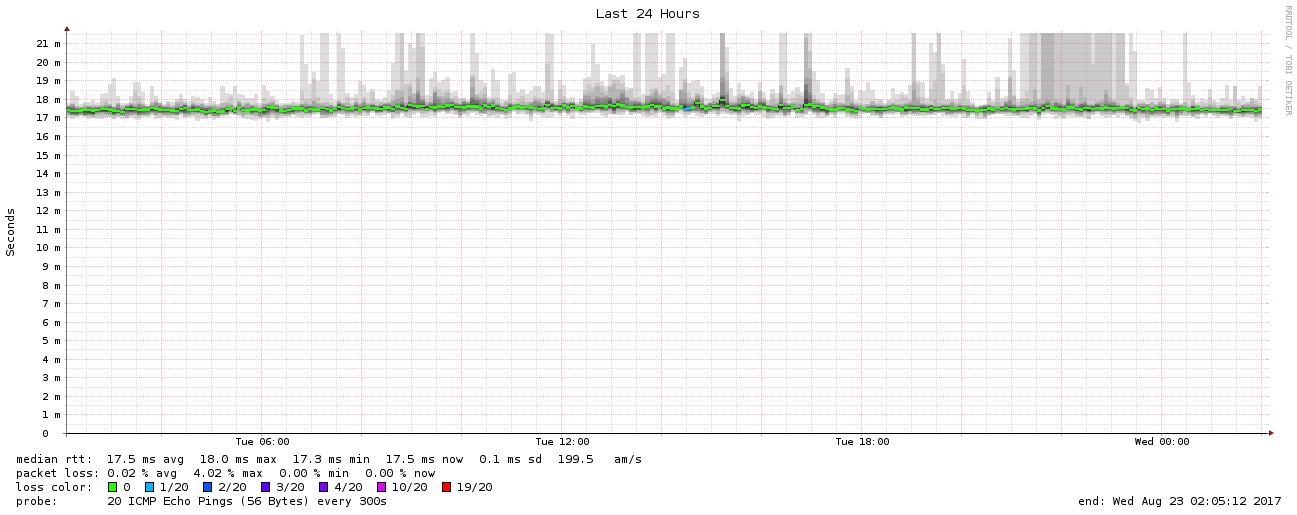 Last 24 Hours
RRDTOOL / TOBI OETIKER
21 m
20 m
19 m
18 m
17 m
16 m
15 m
14 m
13 m
12 m
11 m
10 m
9 m
8 m
7 m
6 m
5 m
4 m
3 m
2 m
1 m
0
Seconds
Tue 06:00 Tue 12:00 Tue 18:00 Wed 00:00
median rtt: 17.5 ms avg 18.0 ms max 17.3 ms min 17.5 ms now 0.1 ms sd 199.5 am/s
packet loss: 0.02 % avg 4.02 % max 0.00 % min 0.00 % now
loss color: 0 1/20 2/20 3/20 4/20 10/20 19/20
probe: 20 ICMP Echo Pings (56 Bytes) every 300s end: Wed Aug 23 02:05:12 2017